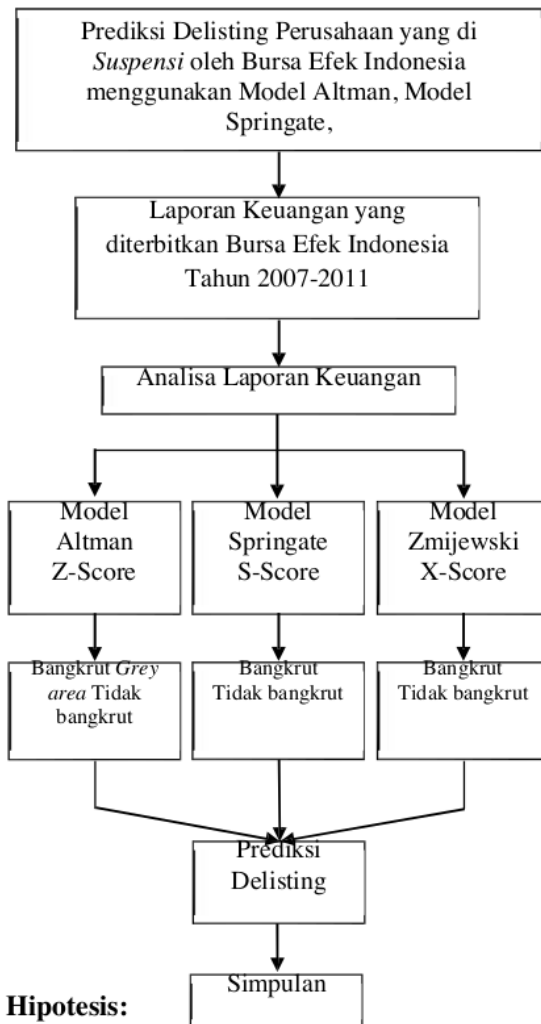 Prediksi Delisting Perusahaan yang di
Suspensi oleh Bursa Efek Indonesia
menggunakan Model Altman, Model
Springate,
Laporan Keuangan yang
diterbitkan Bursa Efek Indonesia
Tahun 2007-2011
Analisa Laporan Keuangan
Model
Altman
Z-Score
Model
Springate
S-Score
Model
Zmijewski
X-Score
Bangkrut Grey
area Tidak
bangkrut
Bangkrut
Tidak bangkrut
Bangkrut
Tidak bangkrut
Prediksi
Delisting
Simpulan
Hipotesis: